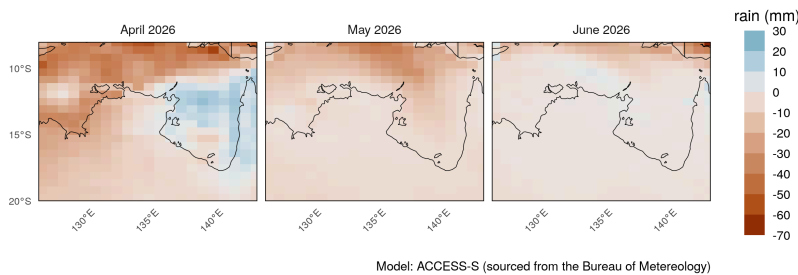 April 2026
May 2026
June 2026
rain (mm)
30
20
10
0
-10
-20
-30
-40
-50
-60
-70
10°S
15°S
20°S
130°E
135°E
140°E
130°E
135°E
140°E
130°E
135°E
140°E
Model: ACCESS-S (sourced from the Bureau of Metereology)